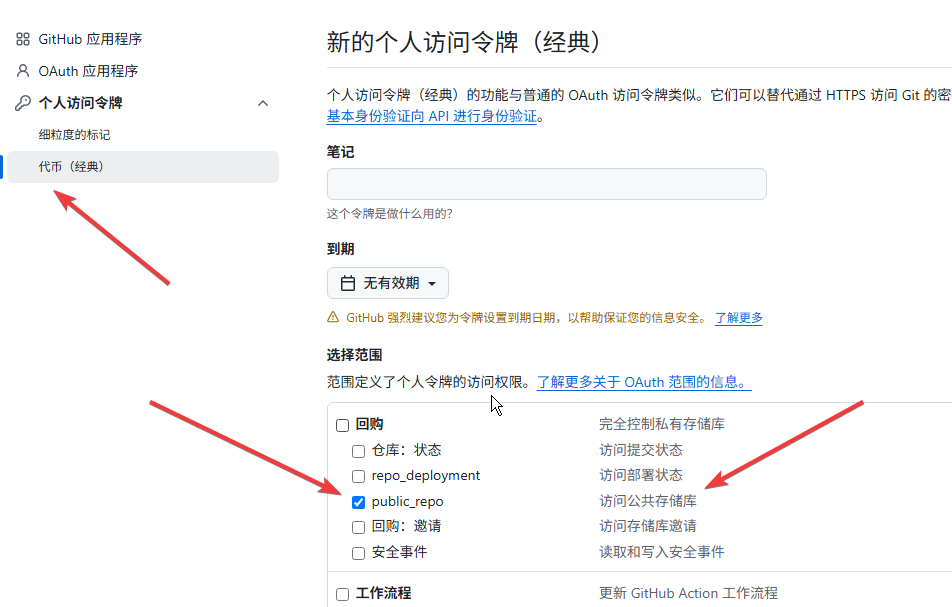 GitHub 应用程序
OAuth 应用程序
个人访问令牌
细粒度的标记
代币（经典）
新的个人访问令牌（经典）
个人访问令牌（经典）的功能与普通的 OAuth 访问令牌类似。它们可以替代通过 HTTPS 访问 Git 的密
基本身份验证向 API 进行身份验证。
笔记
这个令牌是做什么用的？
到期
无有效期
GitHub 强烈建议您为令牌设置到期日期，以帮助保证您的信息安全。 了解更多
选择范围
范围定义了个人令牌的访问权限。了解更多关于 OAuth 范围的信息。
回购 完全控制私有存储库
仓库：状态 访问提交状态
repo_deployment 访问部署状态
public_repo 访问公共存储库
回购：邀请 访问存储库邀请
安全事件 读取和写入安全事件
工作流程 更新 GitHub Action 工作流程